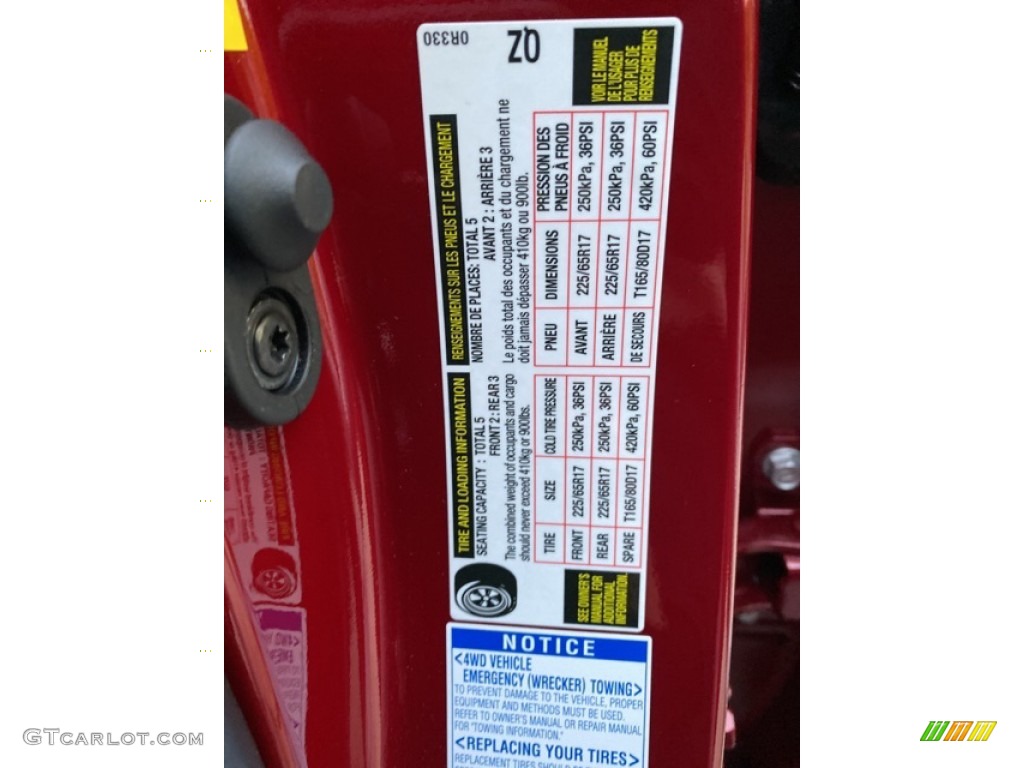 TIRE AND LOADING INFORMATION
SEATING CAPACITY : TOTAL 5
FRONT 2 : REAR 3
The combined weight of occupants and cargo
should never exceed 410kg or 900lbs.
TIRE SIZE COLD TIRE PRESSURE
FRONT 225/65R17 250kPa, 36PSI
REAR 225/65R17 250kPa, 36PSI
SPARE T165/80D17 420kPa, 60PSI
SEE OWNER'S
MANUAL FOR
ADDITIONAL
INFORMATION.
0R330
QZ
RENSEIGNEMENTS SUR LES PNEUS ET LE CHARGEMENT
NOMBRE DE PLACES: TOTAL 5
AVANT 2 : ARRIÈRE 3
Le poids total des occupants et du chargement ne
doit jamais dépasser 410kg ou 900lb.
PNEU DIMENSIONS PRESSION DES
PNEUS À FROID
AVANT 225/65R17 250kPa, 36PSI
ARRIÈRE 225/65R17 250kPa, 36PSI
DE SECOURS T165/80D17 420kPa, 60PSI
VOIR LE MANUEL
DE L'USAGER
POUR PLUS DE
RENSEIGNEMENTS
NOTICE
<4WD VEHICLE
EMERGENCY (WRECKER) TOWING>
TO PREVENT DAMAGE TO THE VEHICLE, PROPER
EQUIPMENT AND METHODS MUST BE USED.
REFER TO OWNER'S MANUAL OR REPAIR MANUAL
FOR "TOWING INFORMATION."
<REPLACING YOUR TIRES>
REPLACEMENT TIRES SHOULD
GTCARLOT.COM